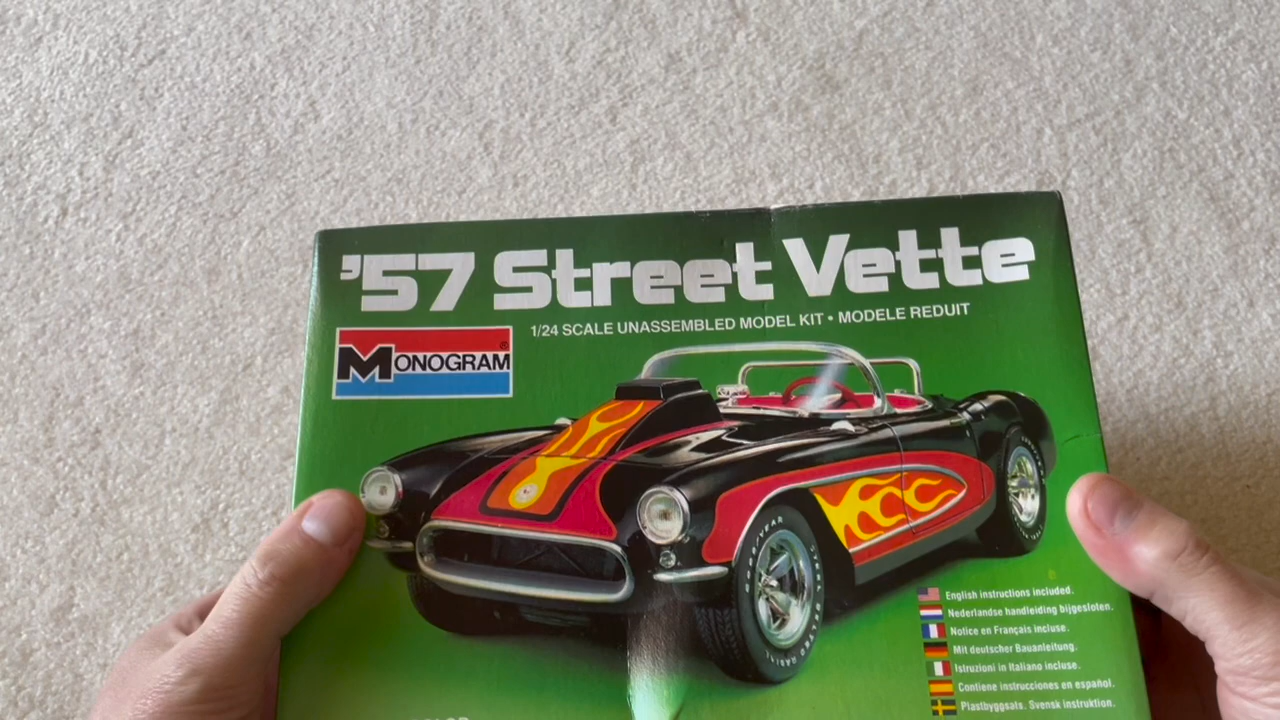 '57 Street Vette
1/24 SCALE UNASSEMBLED MODEL KIT • MODELE REDUIT
MONOGRAM®
GOODYEAR
English instructions included.
Nederlandse handleiding bijgesloten.
Notice en Français incluse.
Mit deutscher Bauanleitung.
Istruzioni in Italiano incluse.
Contiene instrucciones en español.
Plastbyggsats. Svensk instruktion.